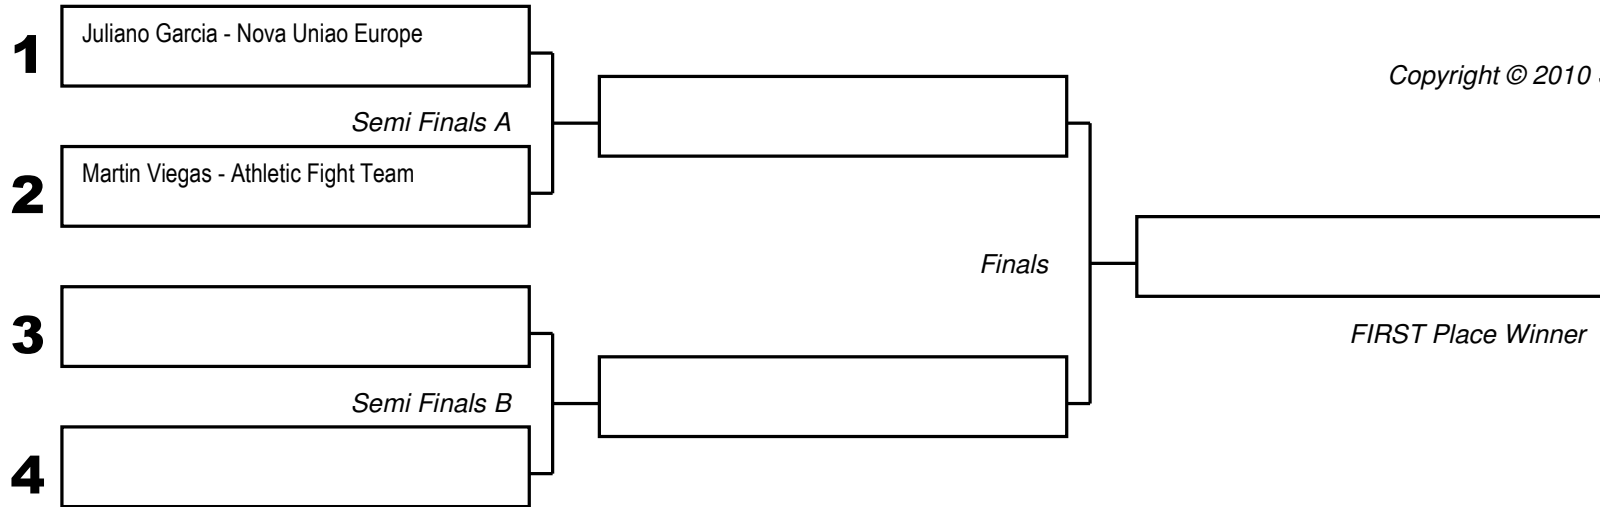 1
Juliano Garcia - Nova Uniao Europe
Copyright © 2010
Semi Finals A
2
Martin Viegas - Athletic Fight Team
Finals
3
FIRST Place Winner
Semi Finals B
4